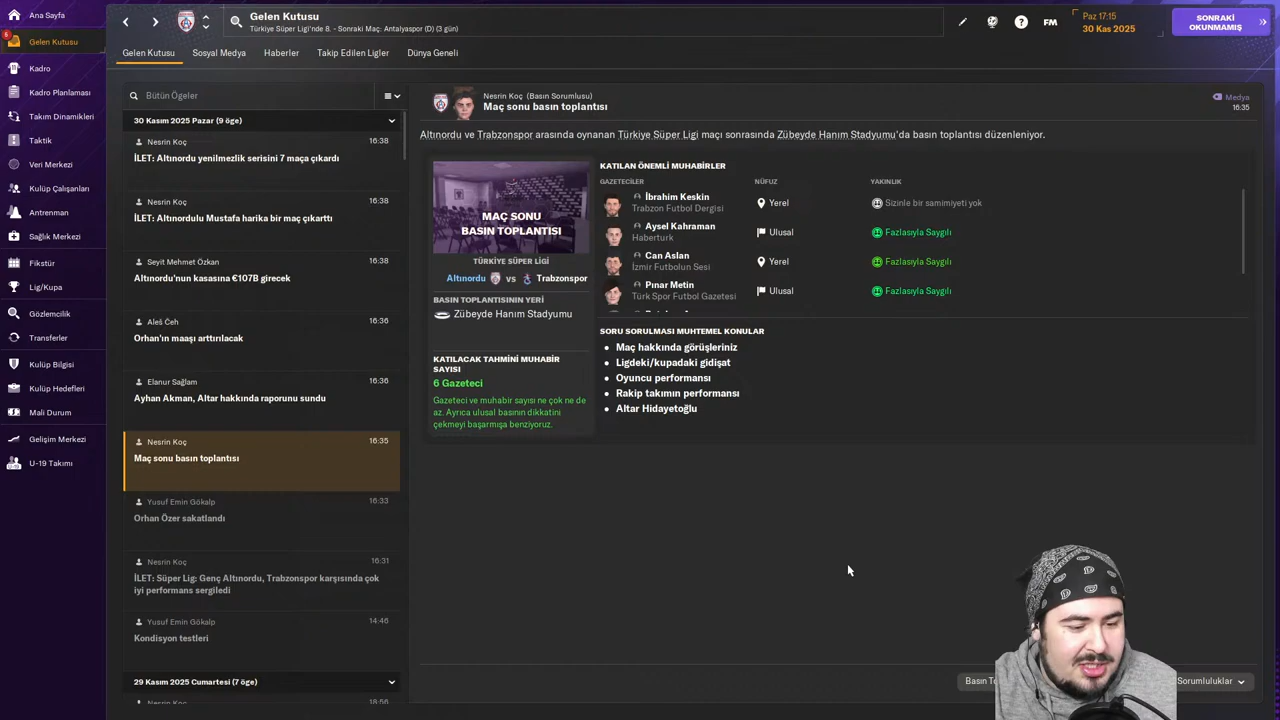 Ana Sayfa
6
Gelen Kutusu
Kadro
Kadro Planlaması
Takım Dinamikleri
Taktik
Veri Merkezi
Kulüp Çalışanları
Antrenman
Sağlık Merkezi
Fikstür
Lig/Kupa
Gözlemcilik
Transferler
Kulüp Bilgisi
Kulüp Hedefleri
Mali Durum
Gelişim Merkezi
U-19 Takımı
Gelen Kutusu
Türkiye Süper Ligi'nde 8. - Sonraki Maç: Antalyaspor (D) (3 gün)
FM
Paz 17:15
30 Kas 2025
SONRAKİ OKUNMAMIŞ
Gelen Kutusu Sosyal Medya Haberler Takip Edilen Ligler Dünya Geneli
Bütün Ögeler
30 Kasım 2025 Pazar (9 öge)
Nesrin Koç 16:38
İLET: Altınordu yenilmezlik serisini 7 maça çıkardı
Nesrin Koç 16:38
İLET: Altınordulu Mustafa harika bir maç çıkarttı
Seyit Mehmet Özkan 16:38
Altınordu'nun kasasına €107B girecek
Aleš Čeh 16:36
Orhan'ın maaşı arttırılacak
Elanur Sağlam 16:36
Ayhan Akman, Altar hakkında raporunu sundu
Nesrin Koç 16:35
Maç sonu basın toplantısı
Yusuf Emin Gökalp 16:33
Orhan Özer sakatlandı
Nesrin Koç 16:31
İLET: Süper Lig: Genç Altınordu, Trabzonspor karşısında çok
iyi performans sergiledi
Yusuf Emin Gökalp 14:46
Kondisyon testleri
29 Kasım 2025 Cumartesi (7 öge)
Nesrin Koç 18:56
Nesrin Koç (Basın Sorumlusu)
Maç sonu basın toplantısı
Medya
16:35
Altınordu ve Trabzonspor arasında oynanan Türkiye Süper Ligi maçı sonrasında Zübeyde Hanım Stadyumu'da basın toplantısı düzenleniyor.
MAÇ SONU
BASIN TOPLANTISI
TÜRKİYE SÜPER LİGİ
Altınordu vs Trabzonspor
BASIN TOPLANTISININ YERİ
Zübeyde Hanım Stadyumu
KATILACAK TAHMİNİ MUHABİR
SAYISI
6 Gazeteci
Gazeteci ve muhabir sayısı ne çok ne de
az. Ayrıca ulusal basının dikkatini
çekmeyi başarmışa benziyoruz.
KATILAN ÖNEMLİ MUHABİRLER
GAZETECİLER NÜFUZ YAKINLIK
İbrahim Keskin
Trabzon Futbol Dergisi
Yerel
Sizinle bir samimiyeti yok
Aysel Kahraman
Haberturk
Ulusal
Fazlasıyla Saygılı
Can Aslan
İzmir Futbolun Sesi
Yerel
Fazlasıyla Saygılı
Pınar Metin
Türk Spor Futbol Gazetesi
Ulusal
Fazlasıyla Saygılı
SORU SORULMASI MUHTEMEL KONULAR
Maç hakkında görüşleriniz
Ligdeki/kupadaki gidişat
Oyuncu performansı
Rakip takımın performansı
Altar Hidayetoğlu
Basın
Sorumluluklar